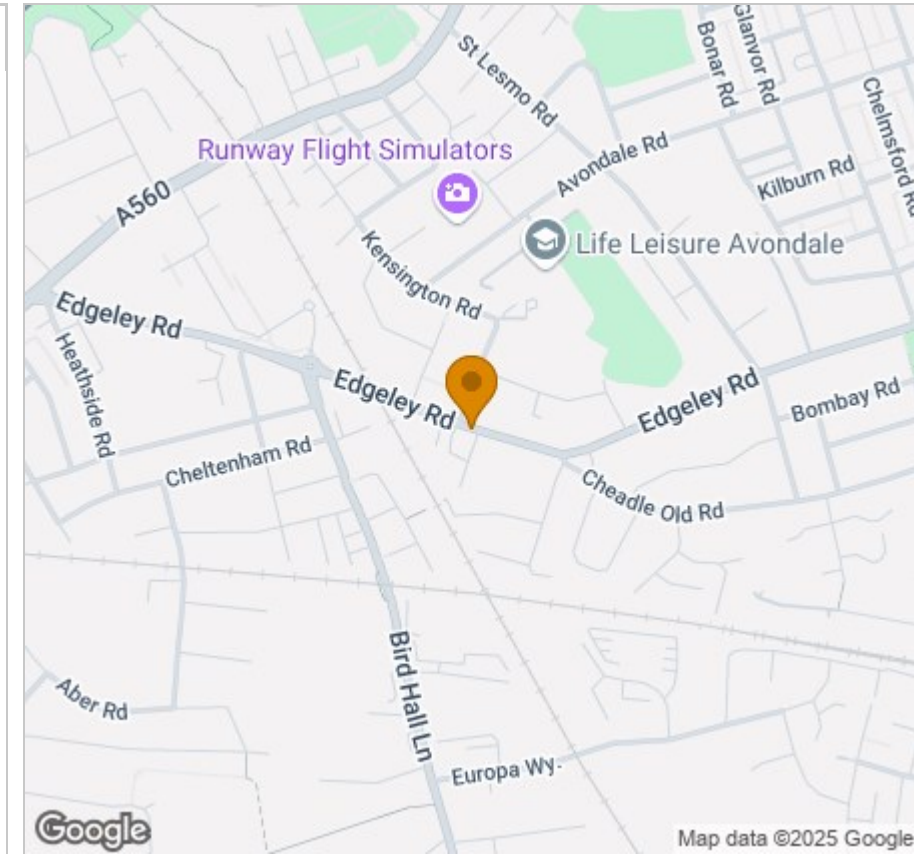 St Lesmo Rd
Bonar Rd
Glanvor Rd
Chelmsford Rd
Runway Flight Simulators
Avondale Rd
Kilburn Rd
A560
Life Leisure Avondale
Kensington Rd
Edgeley Rd
Heathside Rd
Edgeley Rd
Edgeley Rd
Bombay Rd
Cheltenham Rd
Cheadle Old Rd
Bird Hall Ln
Aber Rd
Europa Wy.
Google
Map data ©2025 Google